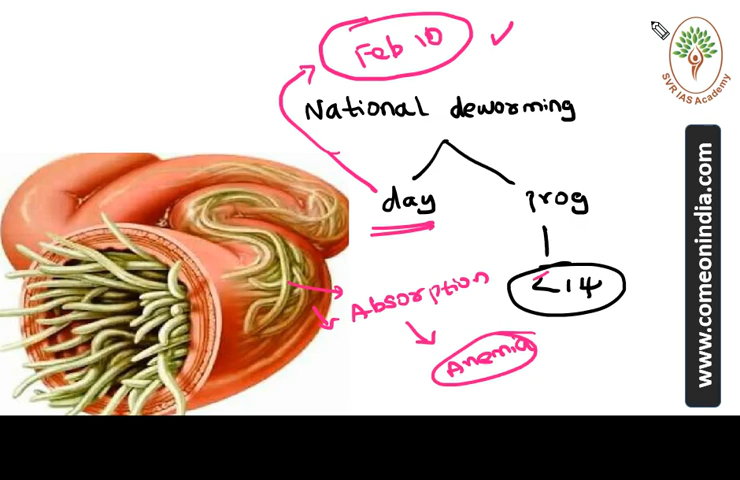 Feb 10
National deworming
day
prog
<14
Absorption
Anemia
SVR IAS Academy
www.comeonindia.com